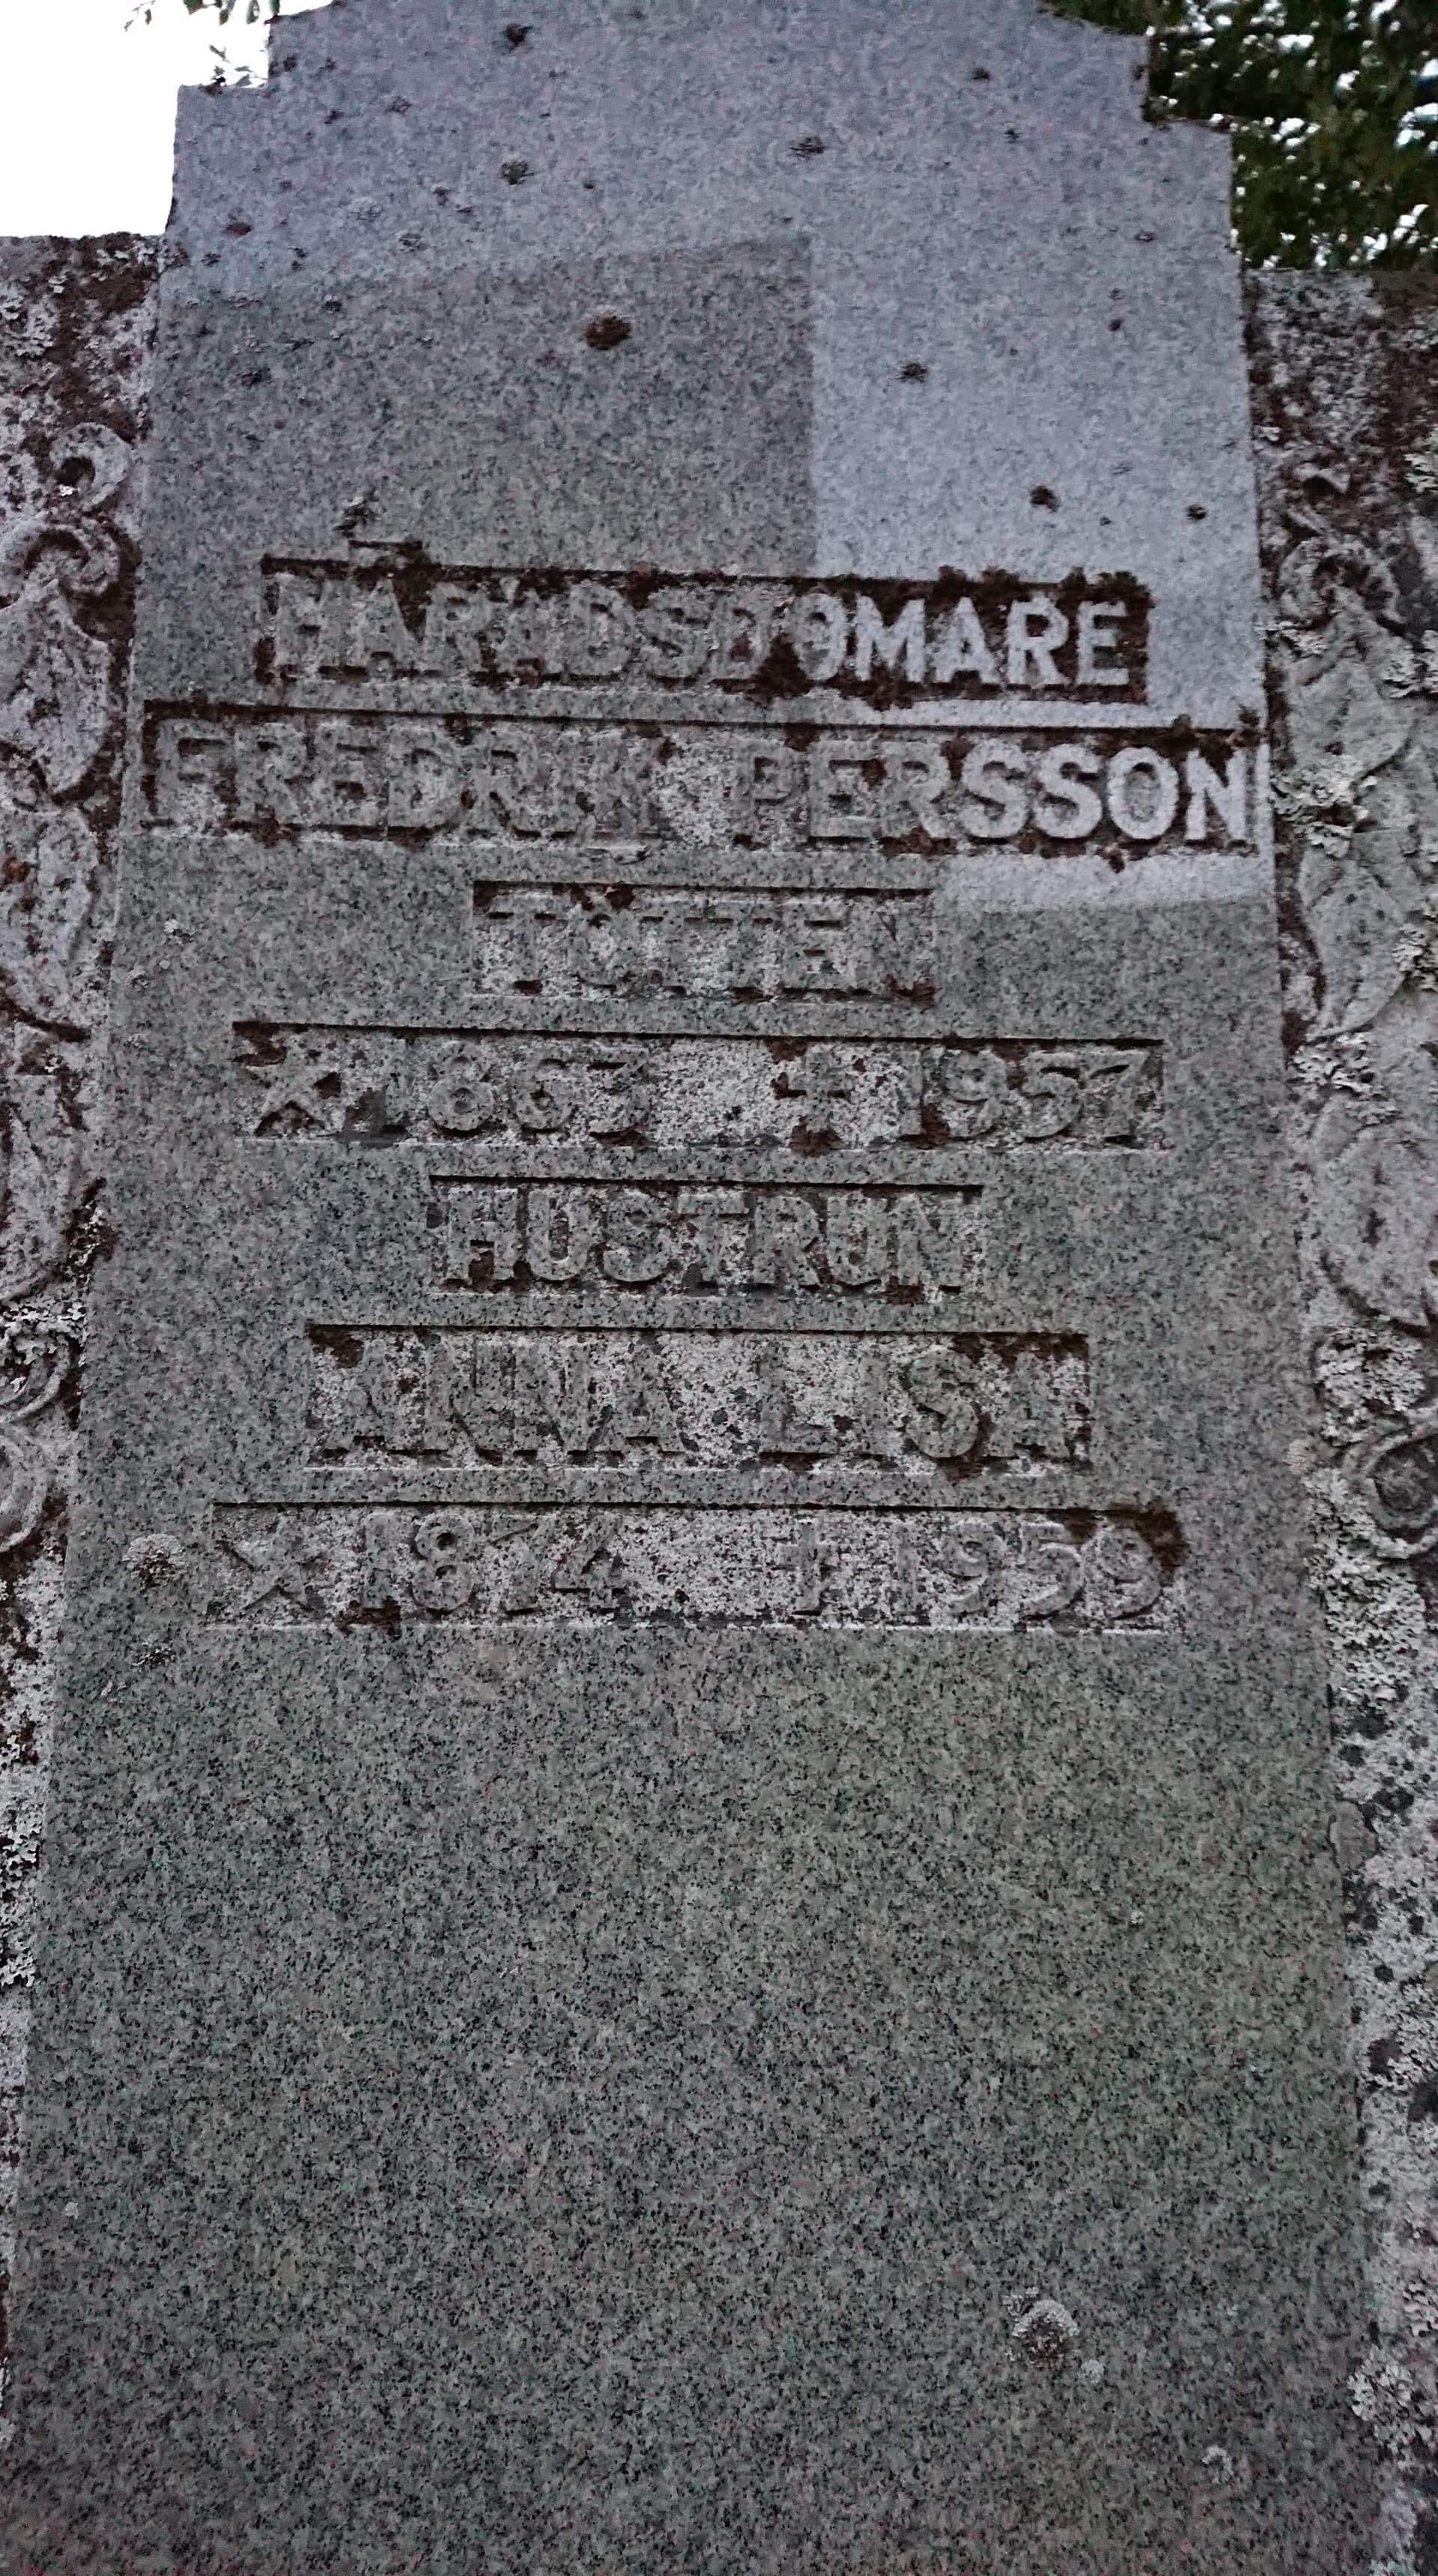 HÄRADSDOMARE
FREDRIK PERSSON
TOTTEN
★1863 ✝1957
HUSTRUN
ANNA LISA
★1874 ✝1959